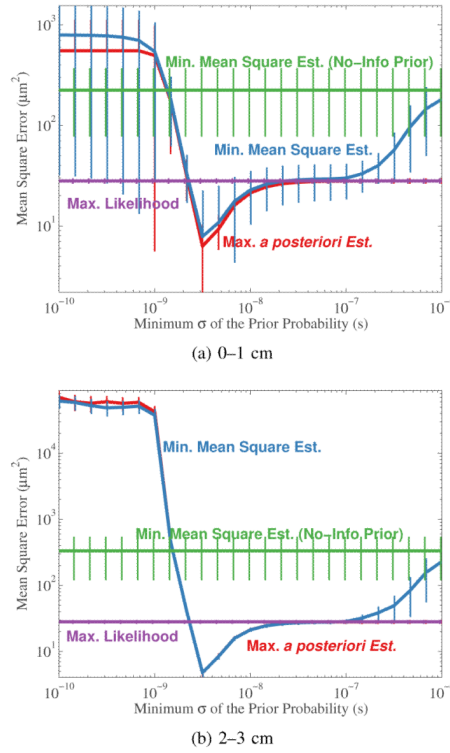 10³
Min. Mean Square Est. (No-Info Prior)
10²
Min. Mean Square Est.
Max. Likelihood
10¹
Max. a posteriori Est.
Mean Square Error (μm²)
10⁻¹⁰ 10⁻⁹ 10⁻⁸ 10⁻⁷ 10⁻
Minimum σ of the Prior Probability (s)
(a) 0–1 cm
10⁴
Min. Mean Square Est.
10³
Min. Mean Square Est. (No-Info Prior)
10²
Max. Likelihood
Max. a posteriori Est.
10¹
Mean Square Error (μm²)
10⁻¹⁰ 10⁻⁹ 10⁻⁸ 10⁻⁷ 10⁻
Minimum σ of the Prior Probability (s)
(b) 2–3 cm